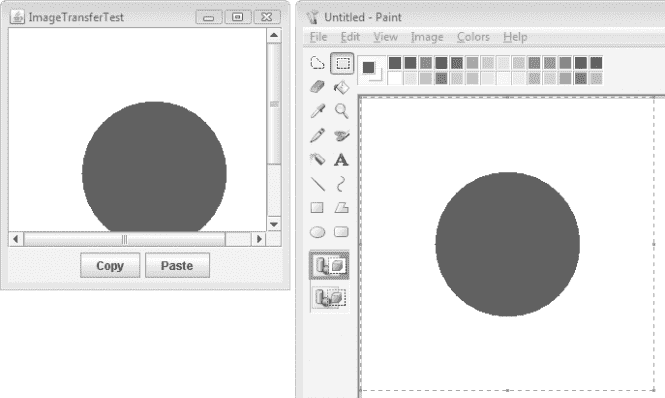 ImageTransferTest
Copy Paste
Untitled - Paint
File Edit View Image Colors Help
A